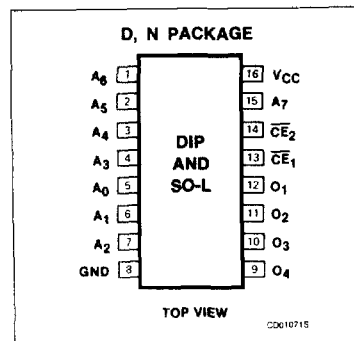 D, N PACKAGE
A6 1 16 VCC
A5 2 15 A7
A4 3 14 CE2
A3 4 13 CE1
A0 5 12 O1
A1 6 11 O2
A2 7 10 O3
GND 8 9 O4
DIP
AND
SO-L
TOP VIEW
CD01071S